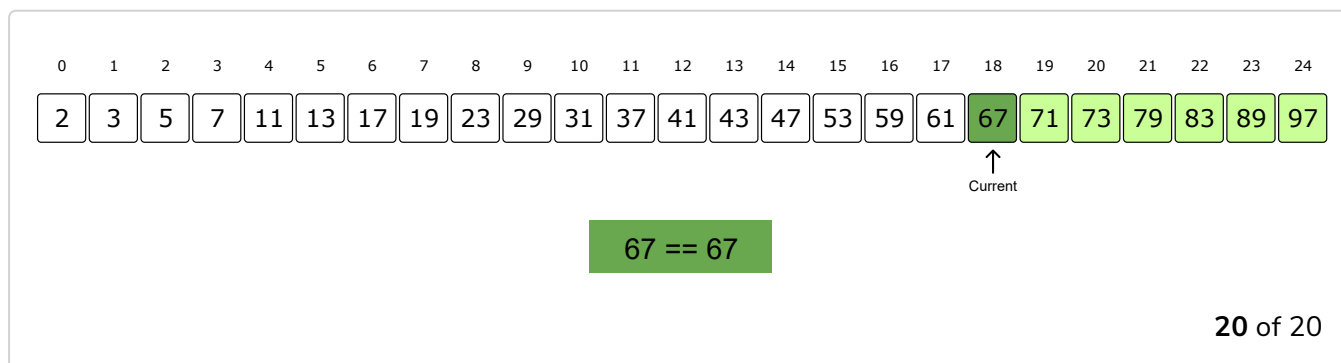 0 1 2 3 4 5 6 7 8 9 10 11 12 13 14 15 16 17 18 19 20 21 22 23 24
2 3 5 7 11 13 17 19 23 29 31 37 41 43 47 53 59 61 67 71 73 79 83 89 97
Current
67 == 67
20 of 20